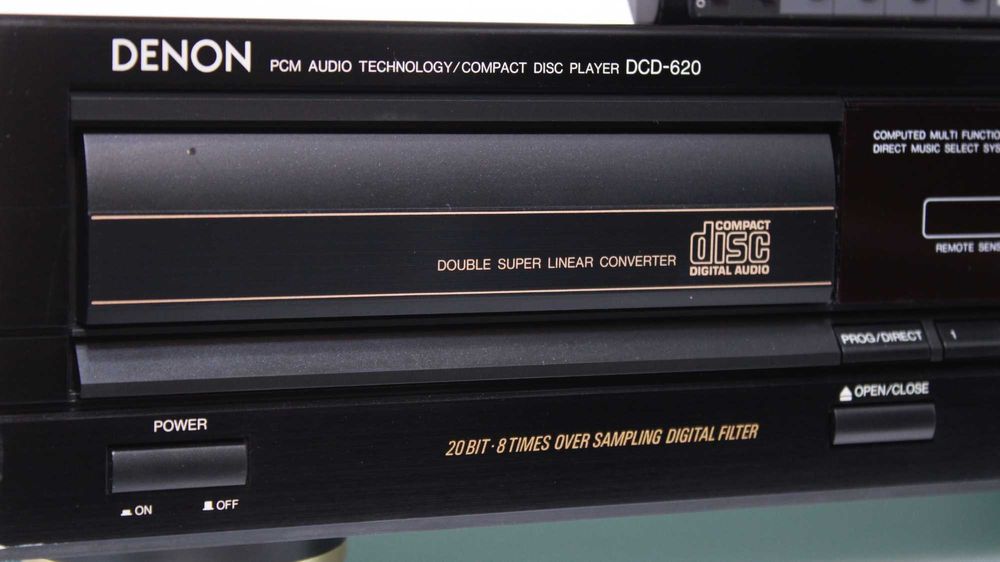 DENON PCM AUDIO TECHNOLOGY/COMPACT DISC PLAYER DCD-620
COMPUTED MULTI FUNCTIO
DIRECT MUSIC SELECT SYS
COMPACT
disc
DIGITAL AUDIO
DOUBLE SUPER LINEAR CONVERTER
REMOTE SENS
PROG/DIRECT 1
OPEN/CLOSE
POWER
20 BIT · 8 TIMES OVER SAMPLING DIGITAL FILTER
ON OFF